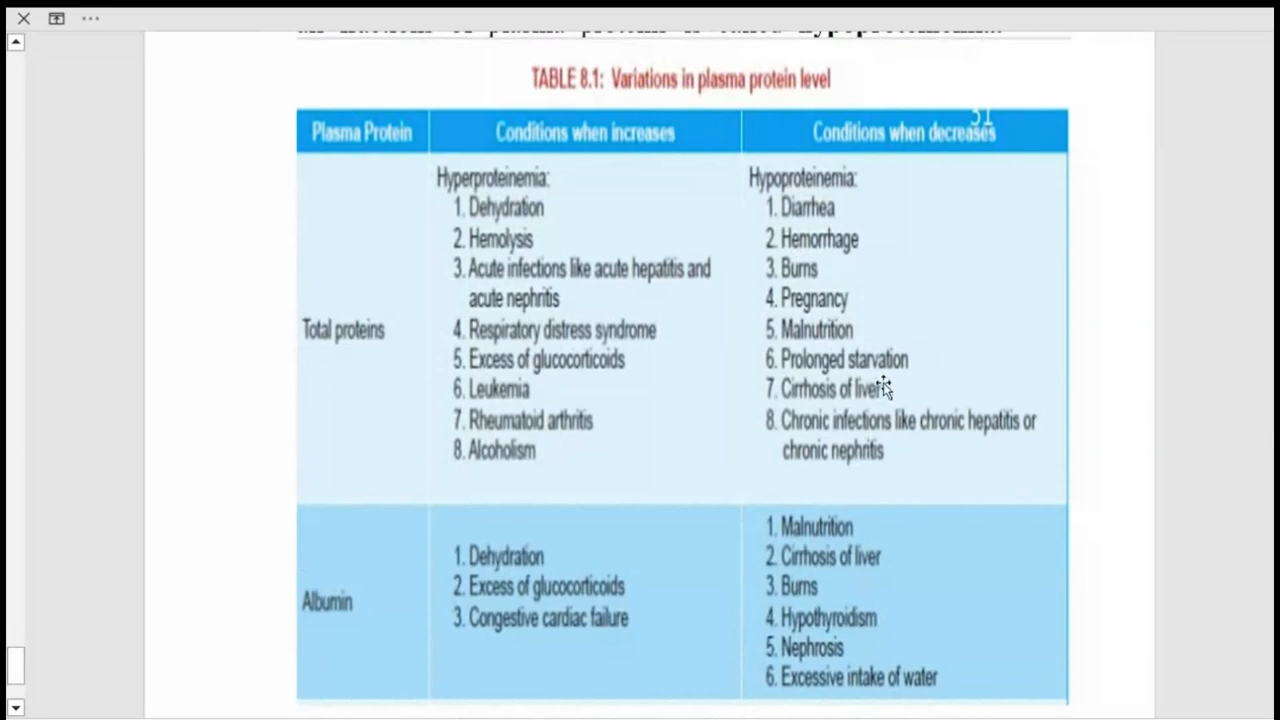 TABLE 8.1: Variations in plasma protein level
51
Plasma Protein
Conditions when increases
Conditions when decreases
Total proteins
Hyperproteinemia:
1. Dehydration
2. Hemolysis
3. Acute infections like acute hepatitis and
acute nephritis
4. Respiratory distress syndrome
5. Excess of glucocorticoids
6. Leukemia
7. Rheumatoid arthritis
8. Alcoholism
Hypoproteinemia:
1. Diarrhea
2. Hemorrhage
3. Burns
4. Pregnancy
5. Malnutrition
6. Prolonged starvation
7. Cirrhosis of liver
8. Chronic infections like chronic hepatitis or
chronic nephritis
Albumin
1. Dehydration
2. Excess of glucocorticoids
3. Congestive cardiac failure
1. Malnutrition
2. Cirrhosis of liver
3. Burns
4. Hypothyroidism
5. Nephrosis
6. Excessive intake of water